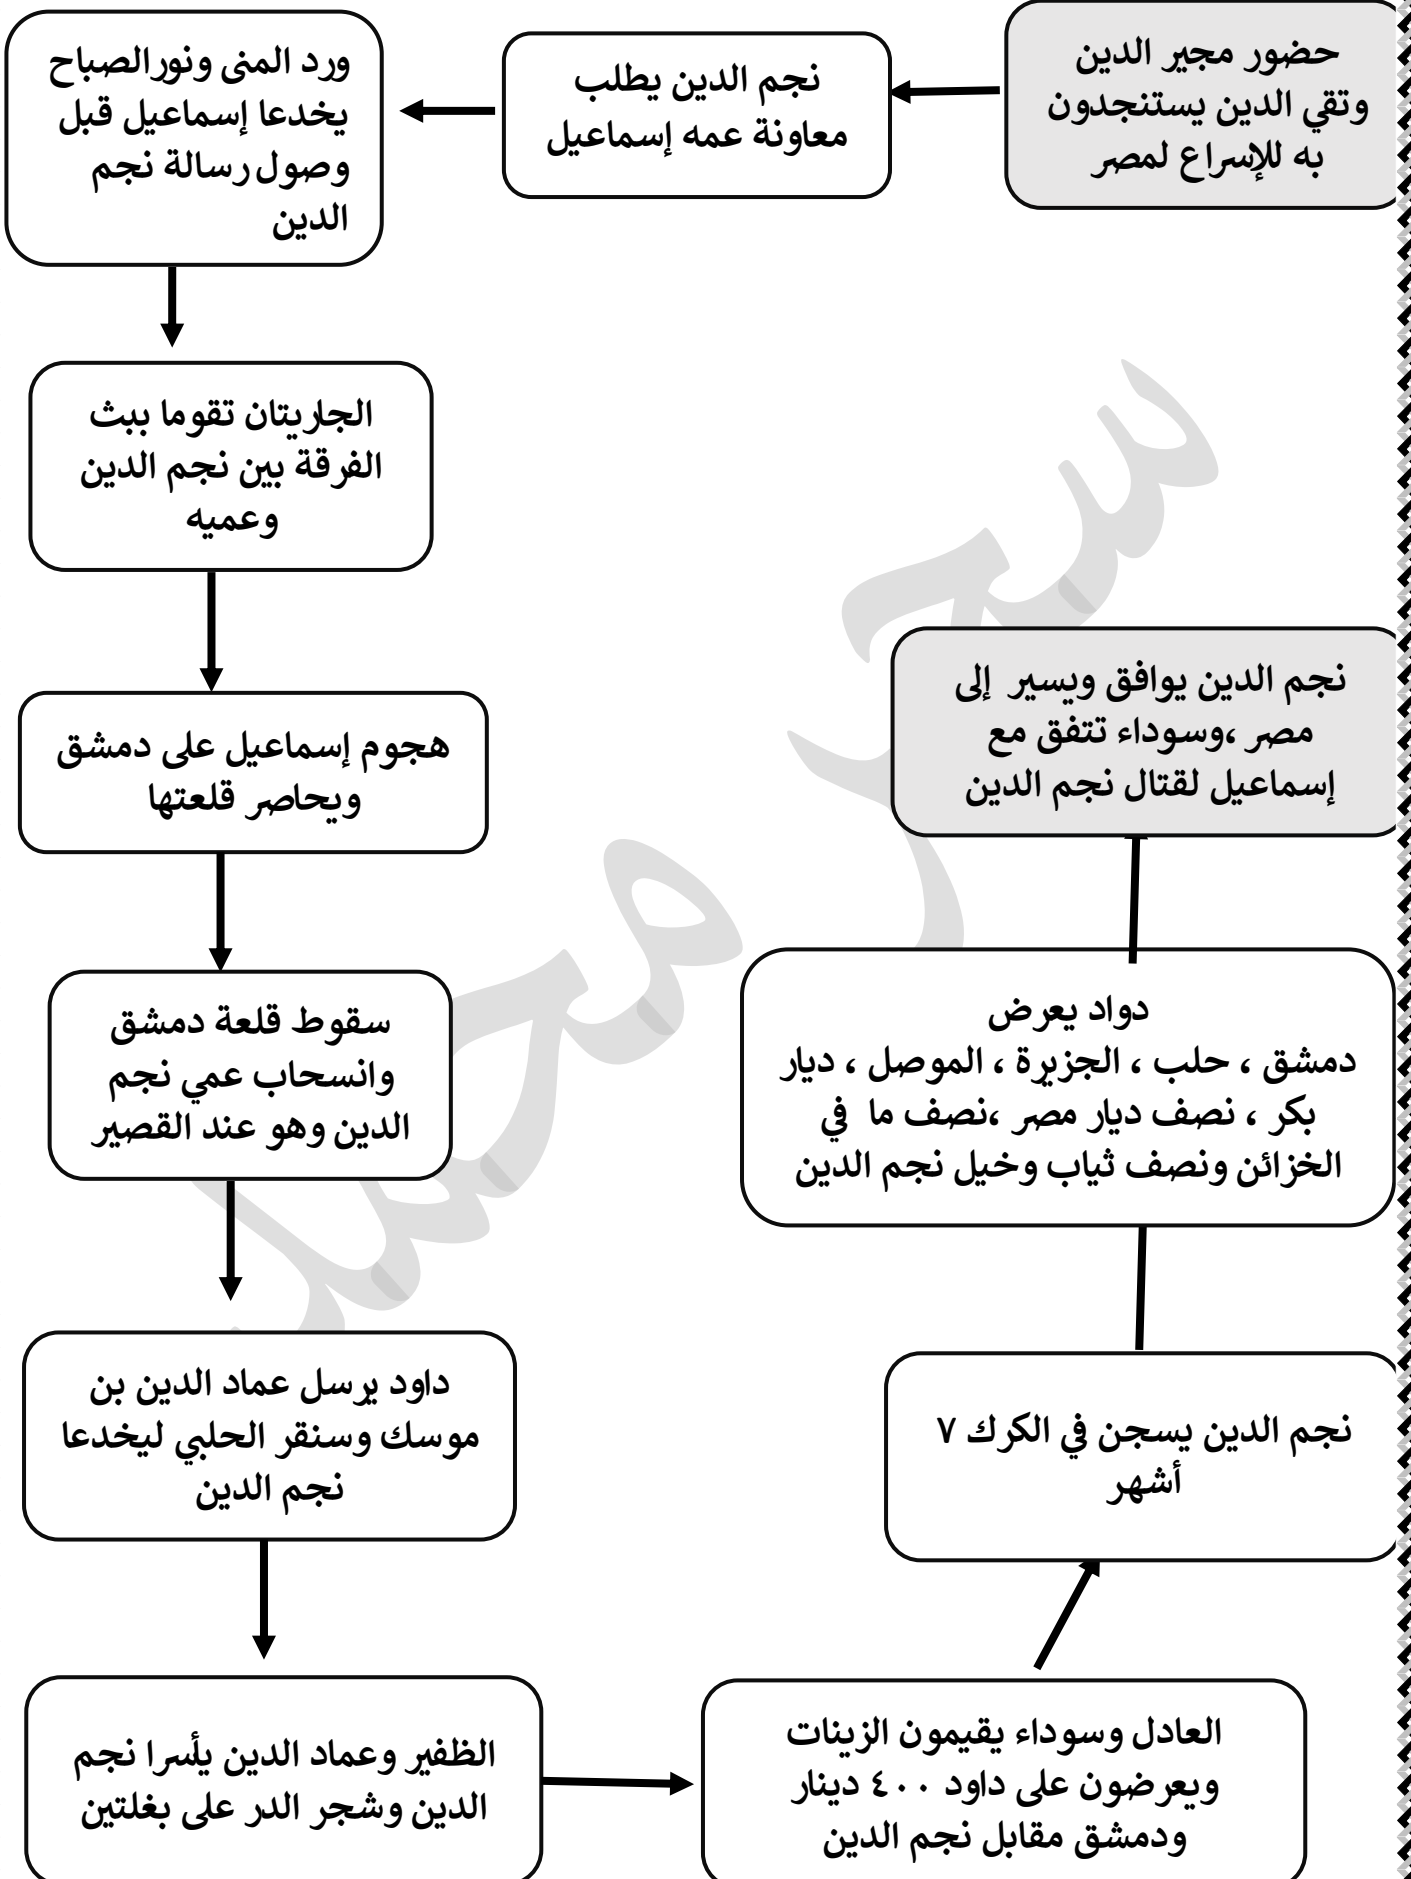 حضور مجير الدين
وتقي الدين يستنجدون
به للإسراع لمصر
نجم الدين يطلب
معاونة عمه إسماعيل
ورد المنى ونور الصباح
يخدعا إسماعيل قبل
وصول رسالة نجم
الدين
الجاريتان تقوما ببث
الفرقة بين نجم الدين
وعميه
هجوم إسماعيل على دمشق
ويحاصر قلعتها
سقوط قلعة دمشق
وانسحاب عمي نجم
الدين وهو عند القصير
داود يرسل عماد الدين بن
موسك وسنقر الحلبي ليخدعا
نجم الدين
الظفير وعماد الدين يأسرا نجم
الدين وشجر الدر على بغلتين
العادل وسوداء يقيمون الزينات
ويعرضون على داود ٤٠٠ دينار
ودمشق مقابل نجم الدين
نجم الدين يسجن في الكرك ٧
أشهر
دواد يعرض
دمشق ، حلب ، الجزيرة ، الموصل ، ديار
بكر ، نصف ديار مصر ،نصف ما في
الخزائن ونصف ثياب وخيل نجم الدين
نجم الدين يوافق ويسير إلى
مصر ،وسوداء تتفق مع
إسماعيل لقتال نجم الدين